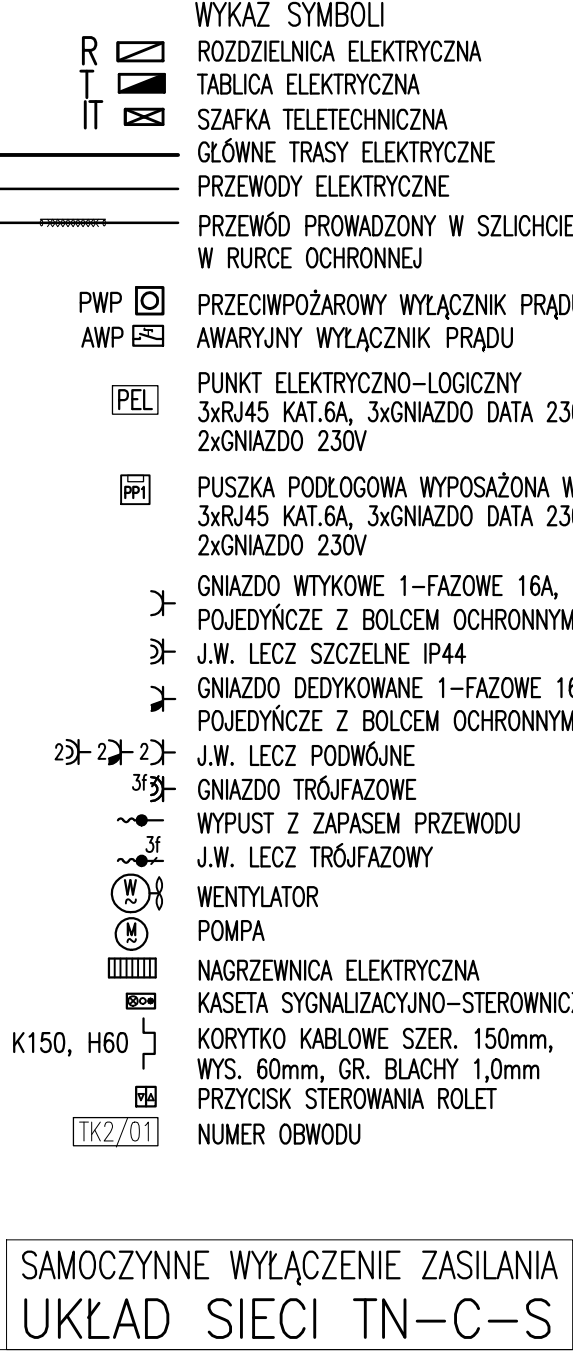 WYKAZ SYMBOLI
R ROZDZIELNICA ELEKTRYCZNA
T TABLICA ELEKTRYCZNA
IT SZAFKA TELETECHNICZNA
GŁÓWNE TRASY ELEKTRYCZNE
PRZEWODY ELEKTRYCZNE
PRZEWÓD PROWADZONY W SZLICHCIE
W RURCE OCHRONNEJ
PWP PRZECIWPOŻAROWY WYŁĄCZNIK PRĄDU
AWP AWARYJNY WYŁĄCZNIK PRĄDU
PEL PUNKT ELEKTRYCZNO-LOGICZNY
3xRJ45 KAT.6A, 3xGNIAZDO DATA 230
2xGNIAZDO 230V
PP1 PUSZKA PODŁOGOWA WYPOSAŻONA W
3xRJ45 KAT.6A, 3xGNIAZDO DATA 230
2xGNIAZDO 230V
GNIAZDO WTYKOWE 1-FAZOWE 16A,
POJEDYŃCZE Z BOLCEM OCHRONNYM
J.W. LECZ SZCZELNE IP44
GNIAZDO DEDYKOWANE 1-FAZOWE 16
POJEDYŃCZE Z BOLCEM OCHRONNYM
2 2 2 J.W. LECZ PODWÓJNE
3f GNIAZDO TRÓJFAZOWE
WYPUST Z ZAPASEM PRZEWODU
3f J.W. LECZ TRÓJFAZOWY
W WENTYLATOR
M POMPA
NAGRZEWNICA ELEKTRYCZNA
KASETA SYGNALIZACYJNO-STEROWNICZ
K150, H60 KORYTKO KABLOWE SZER. 150mm,
WYS. 60mm, GR. BLACHY 1,0mm
PRZYCISK STEROWANIA ROLET
TK2/01 NUMER OBWODU
SAMOCZYNNE WYŁĄCZENIE ZASILANIA
UKŁAD SIECI TN-C-S